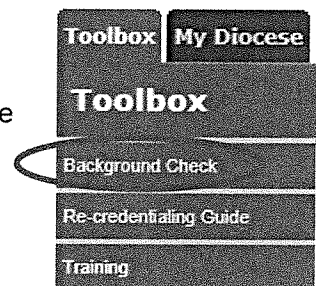 Toolbox My Diocese
Toolbox
e
Background Check
Re-credentialing Guide
Training